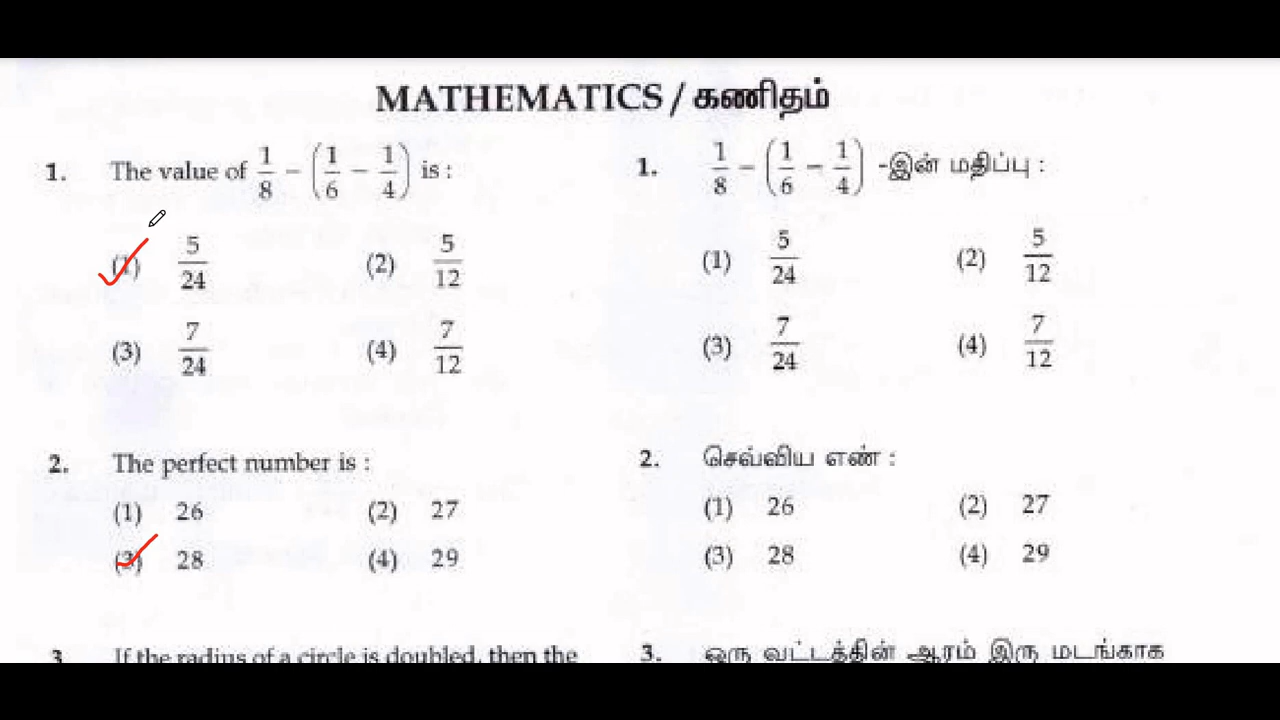 MATHEMATICS / கணிதம்
1. The value of 1/8 − (1/6 − 1/4) is :
(1) 5/24 (2) 5/12
(3) 7/24 (4) 7/12
2. The perfect number is :
(1) 26 (2) 27
(3) 28 (4) 29
3. If the radius of a circle is doubled, then the
1. 1/8 − (1/6 − 1/4) -இன் மதிப்பு :
(1) 5/24 (2) 5/12
(3) 7/24 (4) 7/12
2. செவ்விய எண் :
(1) 26 (2) 27
(3) 28 (4) 29
3. ஒரு வட்டத்தின் ஆரம் இரு மடங்காக